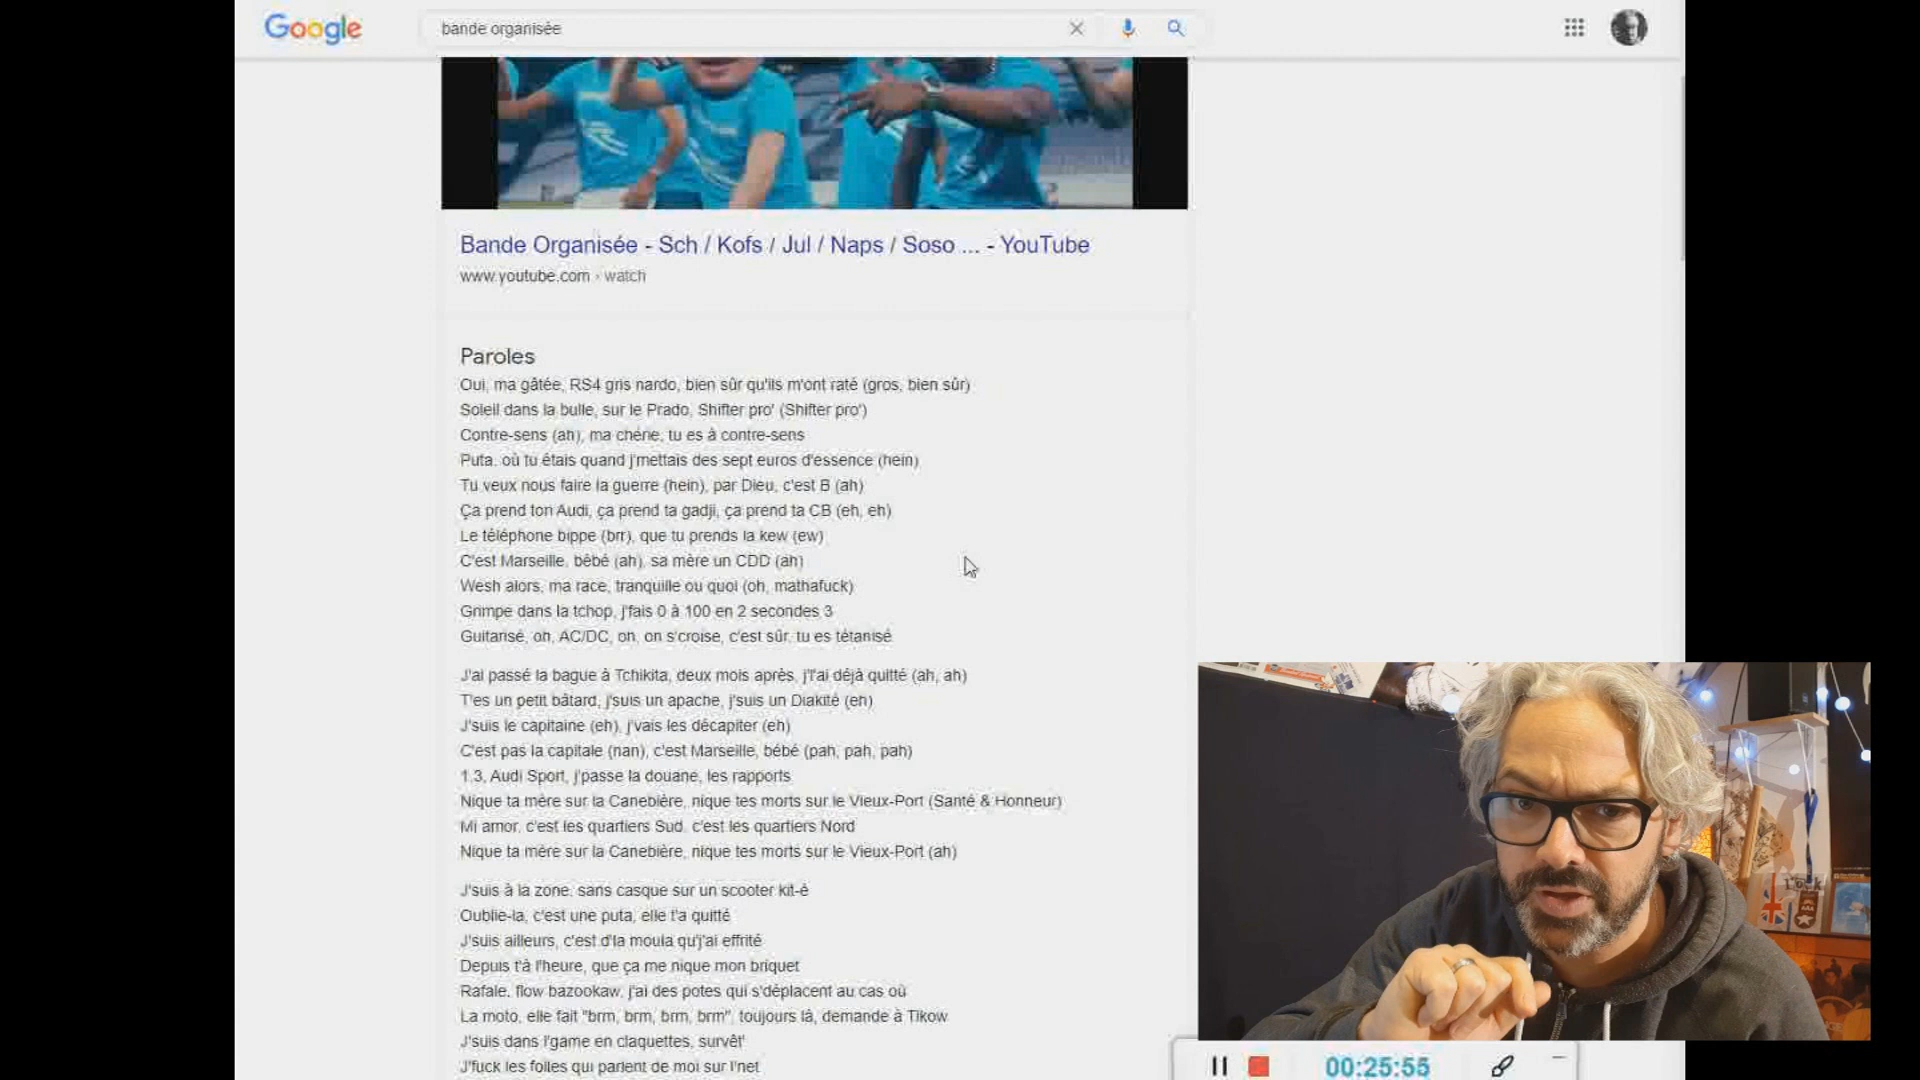 Google
bande organisée
Bande Organisée - Sch / Kofs / Jul / Naps / Soso ... - YouTube
www.youtube.com › watch
Paroles
Oui, ma gâtée, RS4 gris nardo, bien sûr qu'ils m'ont raté (gros, bien sûr)
Soleil dans la bulle, sur le Prado, Shifter pro' (Shifter pro')
Contre-sens (ah), ma chérie, tu es à contre-sens
Puta, où tu étais quand j'mettais des sept euros d'essence (hein)
Tu veux nous faire la guerre (hein), par Dieu, c'est B (ah)
Ça prend ton Audi, ça prend ta gadji, ça prend ta CB (eh, eh)
Le téléphone bippe (brr), que tu prends la kew (ew)
C'est Marseille, bébé (ah), sa mère un CDD (ah)
Wesh alors, ma race, tranquille ou quoi (oh, mathafuck)
Grimpe dans la tchop, j'fais 0 à 100 en 2 secondes 3
Guitarisé, oh, AC/DC, on, on s'croise, c'est sûr, tu es tétanisé
J'ai passé la bague à Tchikita, deux mois après, j'l'ai déjà quitté (ah, ah)
T'es un petit bâtard, j'suis un apache, j'suis un Diakité (eh)
J'suis le capitaine (eh), j'vais les décapiter (eh)
C'est pas la capitale (nan), c'est Marseille, bébé (pah, pah, pah)
1.3, Audi Sport, j'passe la douane, les rapports
Nique ta mère sur la Canebière, nique tes morts sur le Vieux-Port (Santé & Honneur)
Mi amor, c'est les quartiers Sud, c'est les quartiers Nord
Nique ta mère sur la Canebière, nique tes morts sur le Vieux-Port (ah)
J'suis à la zone, sans casque sur un scooter kit-é
Oublie-la, c'est une puta, elle t'a quitté
J'suis ailleurs, c'est d'la moula qu'j'ai effrité
Depuis t'à l'heure, que ça me nique mon briquet
Rafale, flow bazookaw, j'ai des potes qui s'déplacent au cas où
La moto, elle fait "brm, brm, brm, brm", toujours là, demande à Tikow
J'suis dans l'game en claquettes, survêt'
J'fuck les folles qui parlent de moi sur l'net
00:25:55